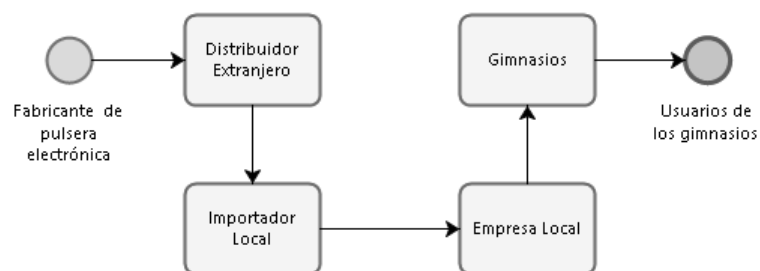 Fabricante de
pulsera
electrónica
Distribuidor
Extranjero
Importador
Local
Empresa Local
Gimnasios
Usuarios de
los gimnasios